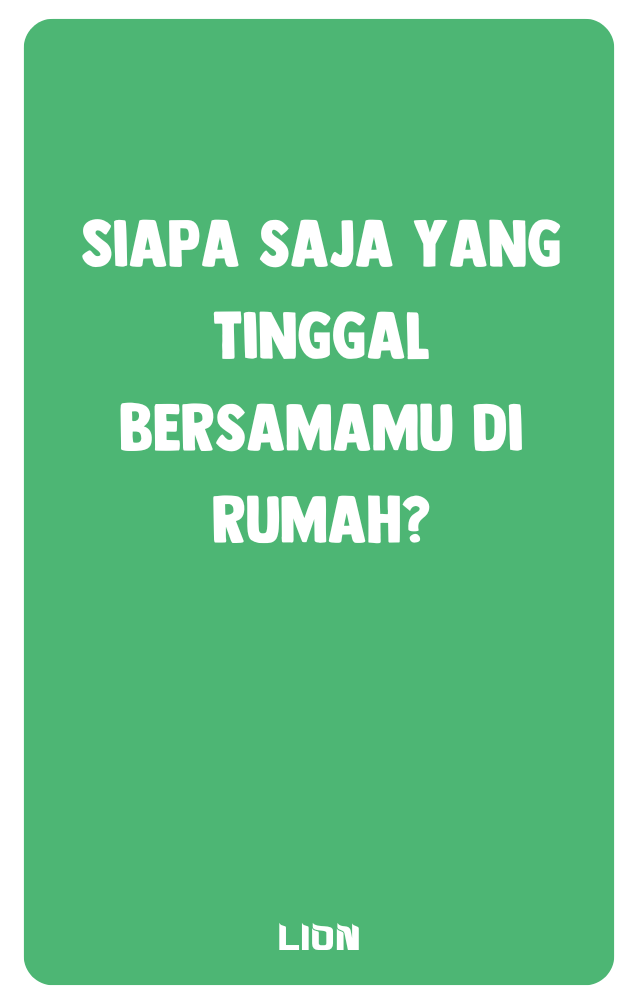 SIAPA SAJA YANG
TINGGAL
BERSAMAMU DI
RUMAH?
LION